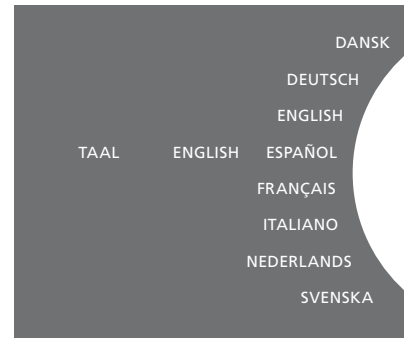 DANSK
DEUTSCH
ENGLISH
TAAL ENGLISH ESPAÑOL
FRANÇAIS
ITALIANO
NEDERLANDS
SVENSKA